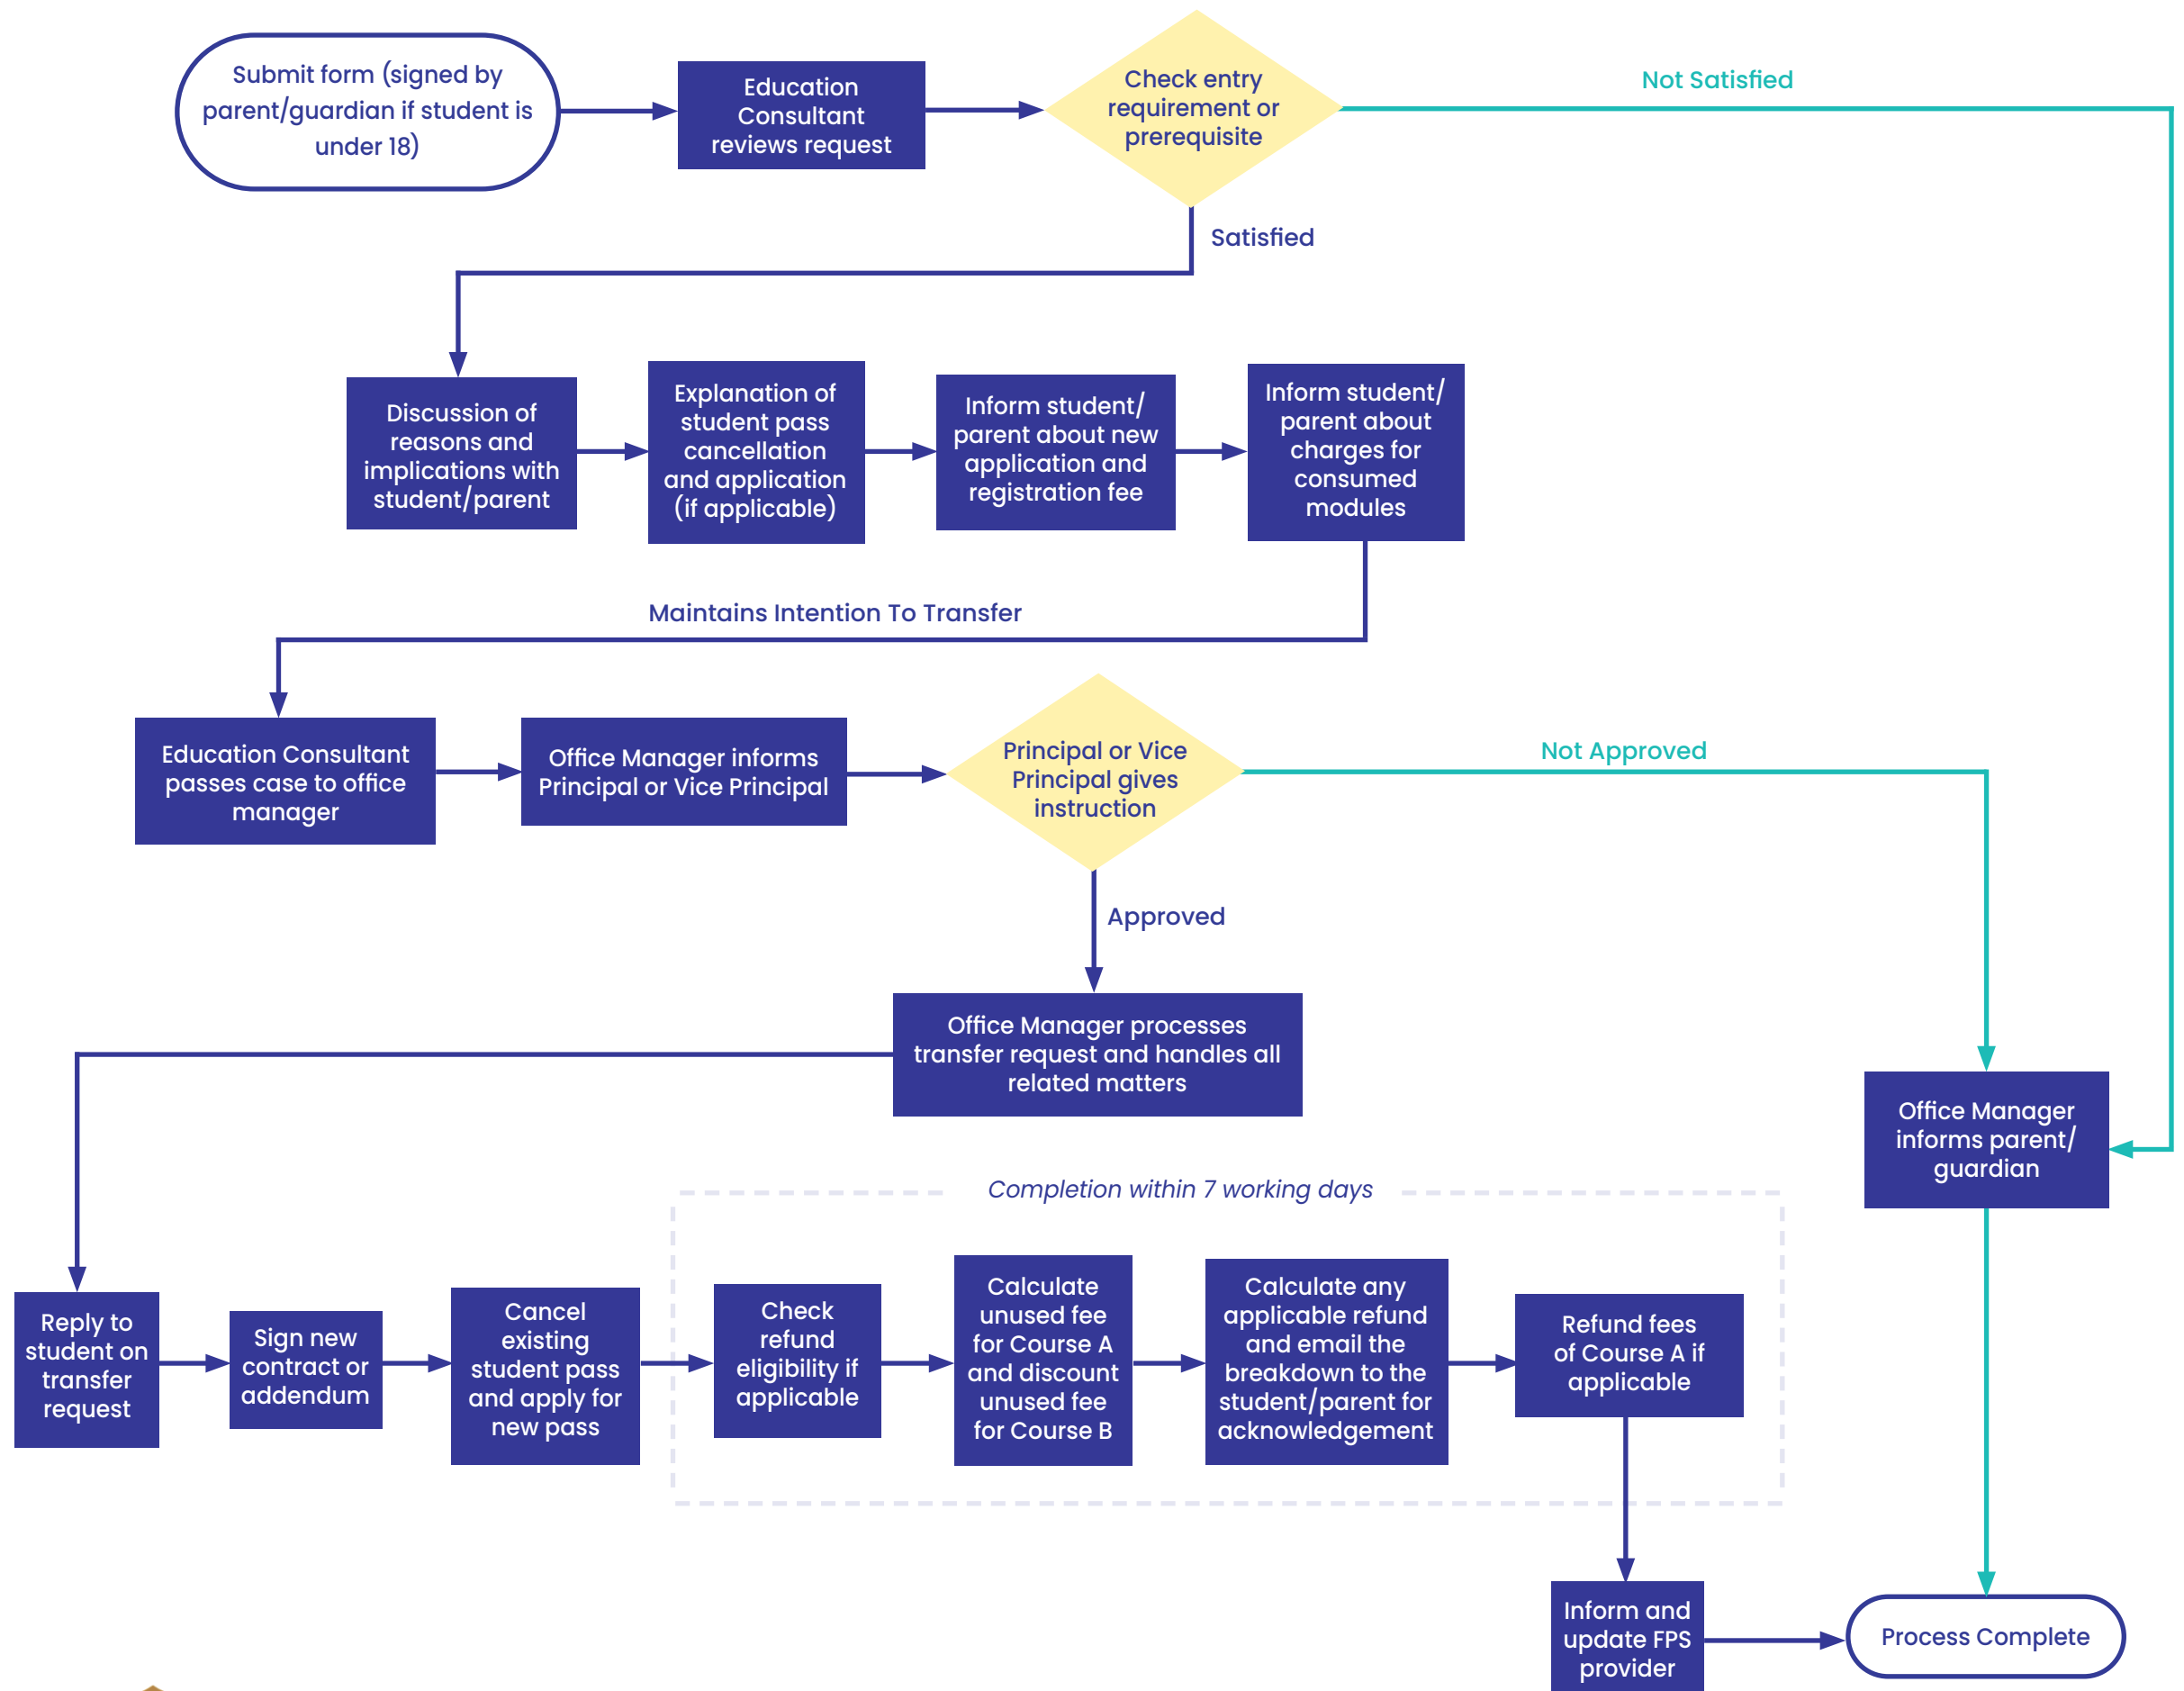 Submit form (signed by
parent/guardian if student is
under 18)
Education
Consultant
reviews request
Check entry
requirement or
prerequisite
Not Satisfied
Satisfied
Discussion of
reasons and
implications with
student/parent
Explanation of
student pass
cancellation
and application
(if applicable)
Inform student/
parent about new
application and
registration fee
Inform student/
parent about
charges for
consumed
modules
Maintains Intention To Transfer
Education Consultant
passes case to office
manager
Office Manager informs
Principal or Vice Principal
Principal or Vice
Principal gives
instruction
Not Approved
Approved
Office Manager processes
transfer request and handles all
related matters
Office Manager
informs parent/
guardian
Completion within 7 working days
Reply to
student on
transfer
request
Sign new
contract or
addendum
Cancel
existing
student pass
and apply for
new pass
Check
refund
eligibility if
applicable
Calculate
unused fee
for Course A
and discount
unused fee
for Course B
Calculate any
applicable refund
and email the
breakdown to the
student/parent for
acknowledgement
Refund fees
of Course A if
applicable
Inform and
update FPS
provider
Process Complete